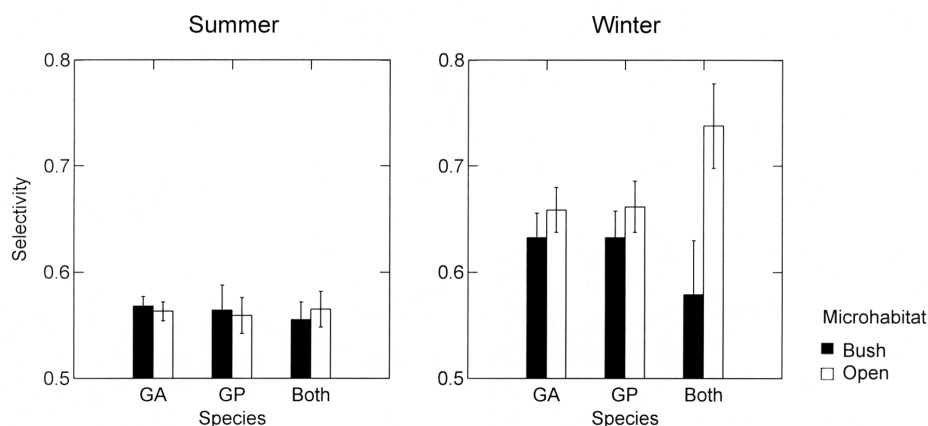 Summer
0.8
0.7
0.6
0.5
Selectivity
GA GP Both
Species
Winter
0.8
0.7
0.6
0.5
GA GP Both
Species
Microhabitat
Bush
Open